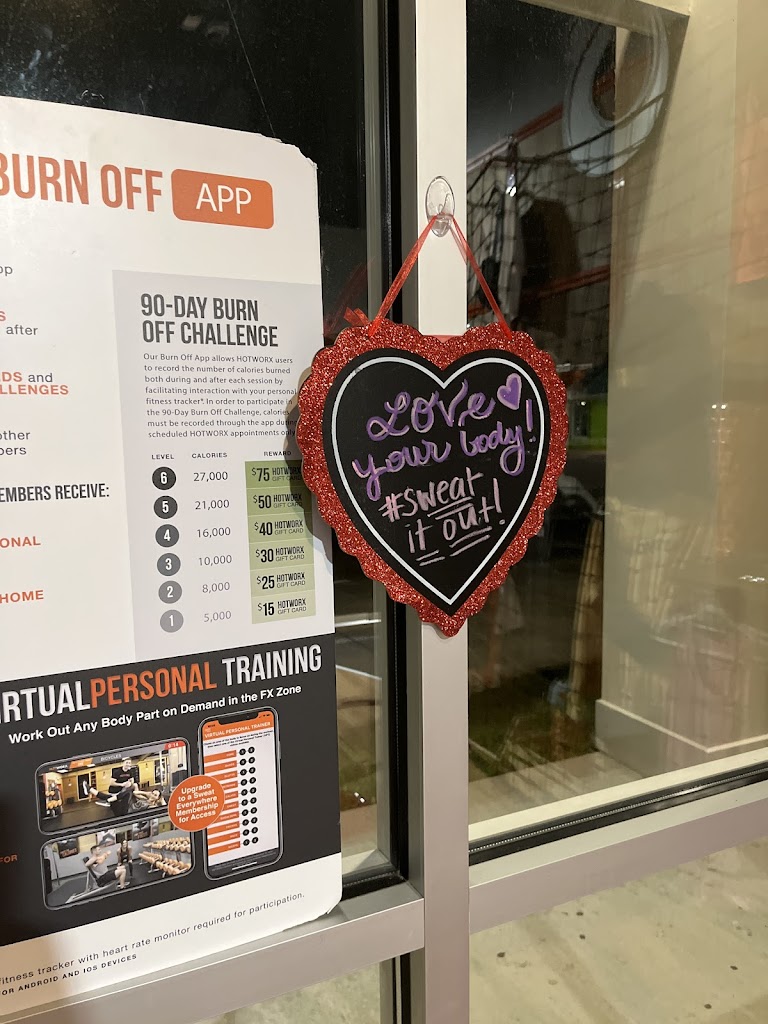 BURN OFF APP
S
after
DS and
LLENGES
other
EMBERS RECEIVE:
ONAL
HOME
90-DAY BURN
OFF CHALLENGE
Our Burn Off App allows HOTWORX users
to record the number of calories burned
both during and after each session by
facilitating interaction with your personal
fitness tracker*. In order to participate in
the 90-Day Burn Off Challenge, calories
must be recorded through the app during
scheduled HOTWORX appointments only
LEVEL CALORIES REWARD
6 27,000 $75 HOTWORX GIFT CARD
5 21,000 $50 HOTWORX GIFT CARD
4 16,000 $40 HOTWORX GIFT CARD
3 10,000 $30 HOTWORX GIFT CARD
2 8,000 $25 HOTWORX GIFT CARD
1 5,000 $15 HOTWORX GIFT CARD
Love
your body!
#sweat
it out!
IRTUAL PERSONAL TRAINING
Work Out Any Body Part on Demand in the FX Zone
BICYCLES
VIRTUAL PERSONAL TRAINER
Upgrade
to a Sweat
Everywhere
Membership
for Access
FOR
fitness tracker with heart rate monitor required for participation.
OR ANDROID AND IOS DEVICES